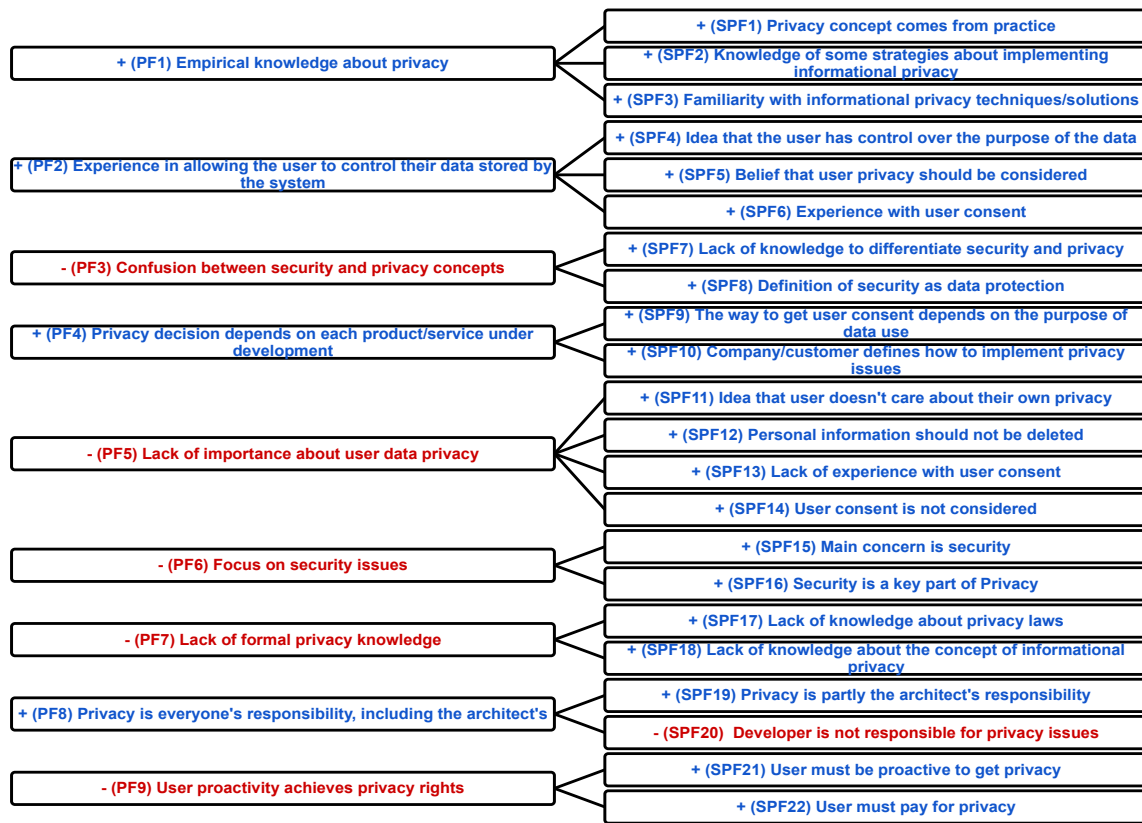 + (PF1) Empirical knowledge about privacy
+ (SPF1) Privacy concept comes from practice
+ (SPF2) Knowledge of some strategies about implementing
informational privacy
+ (SPF3) Familiarity with informational privacy techniques/solutions
+ (PF2) Experience in allowing the user to control their data stored by
the system
+ (SPF4) Idea that the user has control over the purpose of the data
+ (SPF5) Belief that user privacy should be considered
+ (SPF6) Experience with user consent
- (PF3) Confusion between security and privacy concepts
+ (SPF7) Lack of knowledge to differentiate security and privacy
+ (SPF8) Definition of security as data protection
+ (PF4) Privacy decision depends on each product/service under
development
+ (SPF9) The way to get user consent depends on the purpose of
data use
+ (SPF10) Company/customer defines how to implement privacy
issues
- (PF5) Lack of importance about user data privacy
+ (SPF11) Idea that user doesn't care about their own privacy
+ (SPF12) Personal information should not be deleted
+ (SPF13) Lack of experience with user consent
+ (SPF14) User consent is not considered
- (PF6) Focus on security issues
+ (SPF15) Main concern is security
+ (SPF16) Security is a key part of Privacy
- (PF7) Lack of formal privacy knowledge
+ (SPF17) Lack of knowledge about privacy laws
+ (SPF18) Lack of knowledge about the concept of informational
privacy
+ (PF8) Privacy is everyone's responsibility, including the architect's
+ (SPF19) Privacy is partly the architect's responsibility
- (SPF20) Developer is not responsible for privacy issues
- (PF9) User proactivity achieves privacy rights
+ (SPF21) User must be proactive to get privacy
+ (SPF22) User must pay for privacy